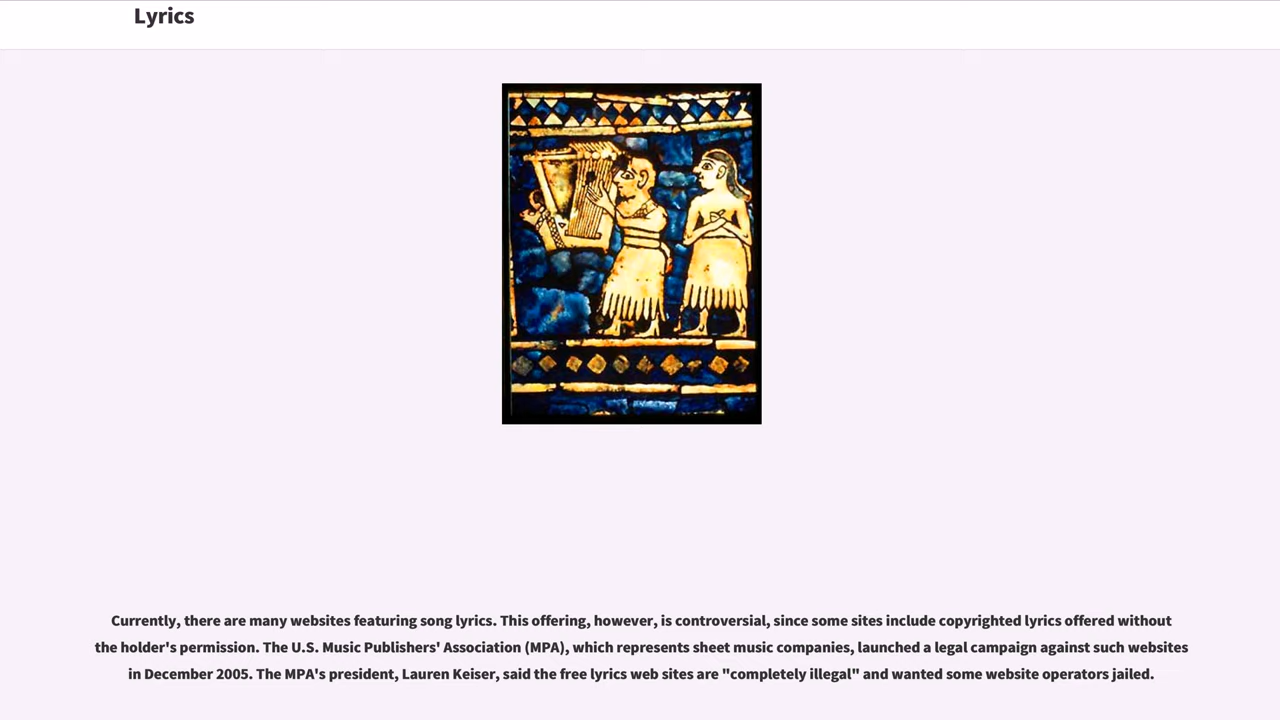 Lyrics
Currently, there are many websites featuring song lyrics. This offering, however, is controversial, since some sites include copyrighted lyrics offered without
the holder's permission. The U.S. Music Publishers' Association (MPA), which represents sheet music companies, launched a legal campaign against such websites
in December 2005. The MPA's president, Lauren Keiser, said the free lyrics web sites are "completely illegal" and wanted some website operators jailed.